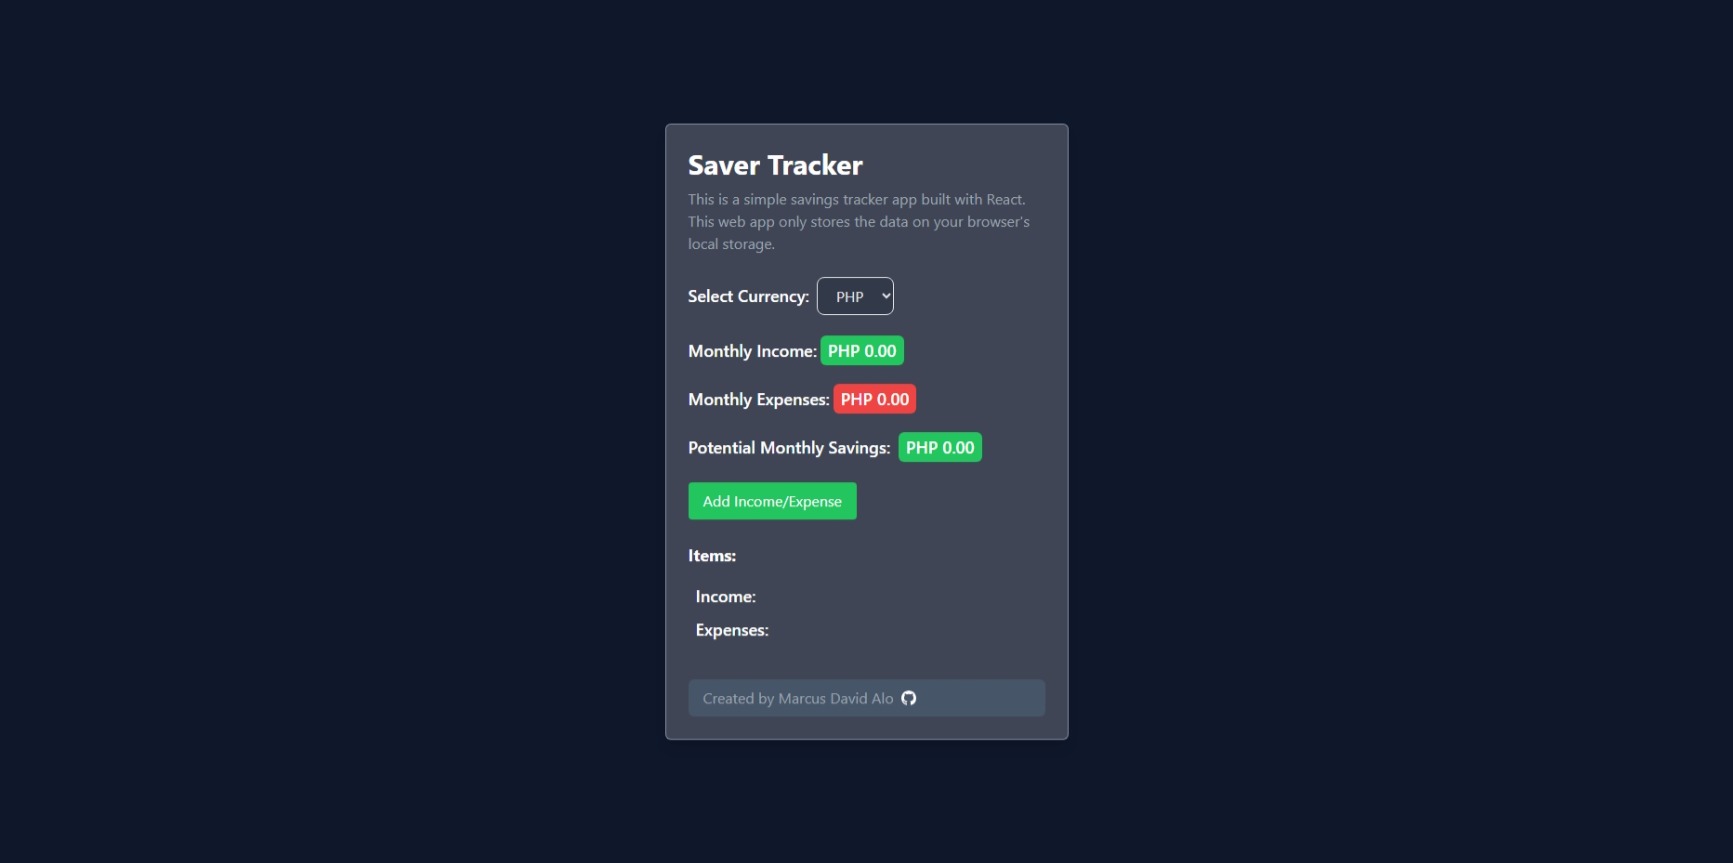 Saver Tracker
This is a simple savings tracker app built with React.
This web app only stores the data on your browser's
local storage.
Select Currency: PHP
Monthly Income: PHP 0.00
Monthly Expenses: PHP 0.00
Potential Monthly Savings: PHP 0.00
Add Income/Expense
Items:
Income:
Expenses:
Created by Marcus David Alo